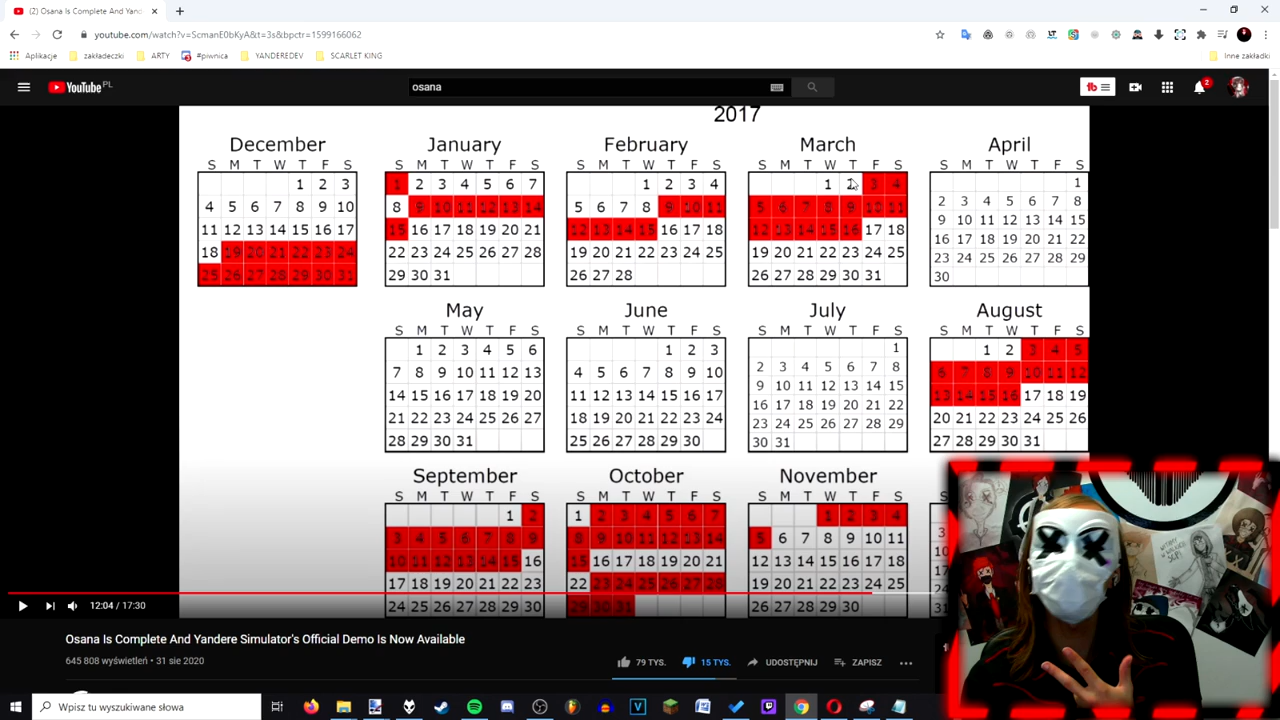 (2) Osana Is Complete And Yand
youtube.com/watch?v=ScmanE0bKyA&t=3s&bpctr=1599166062
Aplikacje zakładeczki ARTY #piwnica YANDEREDEV SCARLET KING Inne zakładki
YouTube PL osana 2
2017
December January February March April
S M T W T F S S M T W T F S S M T W T F S S M T W T F S S M T W T F S
1 2 3 1 2 3 4 5 6 7 1 2 3 4 1 2 3 4 1
4 5 6 7 8 9 10 8 9 10 11 12 13 14 5 6 7 8 9 10 11 5 6 7 8 9 10 11 2 3 4 5 6 7 8
11 12 13 14 15 16 17 15 16 17 18 19 20 21 12 13 14 15 16 17 18 12 13 14 15 16 17 18 9 10 11 12 13 14 15
18 19 20 21 22 23 24 22 23 24 25 26 27 28 19 20 21 22 23 24 25 19 20 21 22 23 24 25 16 17 18 19 20 21 22
25 26 27 28 29 30 31 29 30 31 26 27 28 26 27 28 29 30 31 23 24 25 26 27 28 29
30
May June July August
S M T W T F S S M T W T F S S M T W T F S S M T W T F S
1 2 3 4 5 6 1 2 3 1 1 2 3 4 5
7 8 9 10 11 12 13 4 5 6 7 8 9 10 2 3 4 5 6 7 8 6 7 8 9 10 11 12
14 15 16 17 18 19 20 11 12 13 14 15 16 17 9 10 11 12 13 14 15 13 14 15 16 17 18 19
21 22 23 24 25 26 27 18 19 20 21 22 23 24 16 17 18 19 20 21 22 20 21 22 23 24 25 26
28 29 30 31 25 26 27 28 29 30 23 24 25 26 27 28 29 27 28 29 30 31
30 31
September October November
S M T W T F S S M T W T F S S M T W T F S S
1 2 1 2 3 4 5 6 7 1 2 3 4
3 4 5 6 7 8 9 8 9 10 11 12 13 14 5 6 7 8 9 10 11 3
10 11 12 13 14 15 16 15 16 17 18 19 20 21 12 13 14 15 16 17 18 10
17 18 19 20 21 22 23 22 23 24 25 26 27 28 19 20 21 22 23 24 25 17
24 25 26 27 28 29 30 29 30 31 26 27 28 29 30
12:04 / 17:30
Osana Is Complete And Yandere Simulator's Official Demo Is Now Available
645 808 wyświetleń • 31 sie 2020 79 TYS. 15 TYS. UDOSTĘPNIJ ZAPISZ
Wpisz tu wyszukiwane słowa